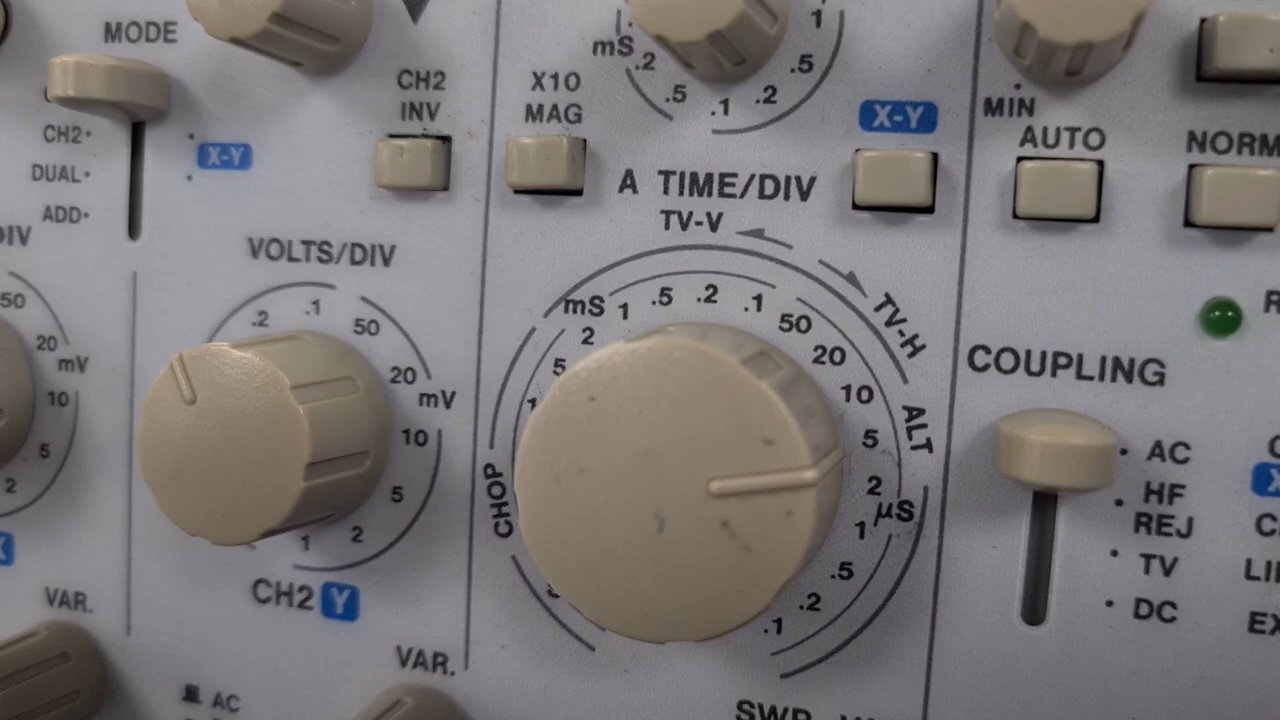 MODE
CH2
DUAL
ADD
X-Y
CH2
INV
X10
MAG
mS
.2
.5
.1
.2
.5
1
X-Y
MIN
AUTO
NORM
A TIME/DIV
TV-V
TV-H
ALT
CHOP
mS
5
2
1
.5
.2
.1
50
20
10
5
2
1
µS
.5
.2
.1
DIV
50
20
mV
10
5
2
VOLTS/DIV
.2
.1
50
20
mV
10
5
2
1
CH2 Y
VAR.
VAR.
AC
COUPLING
AC
HF
REJ
TV
DC